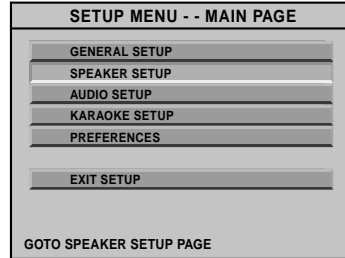 SETUP MENU - - MAIN PAGE
GENERAL SETUP
SPEAKER SETUP
AUDIO SETUP
KARAOKE SETUP
PREFERENCES
EXIT SETUP
GOTO SPEAKER SETUP PAGE